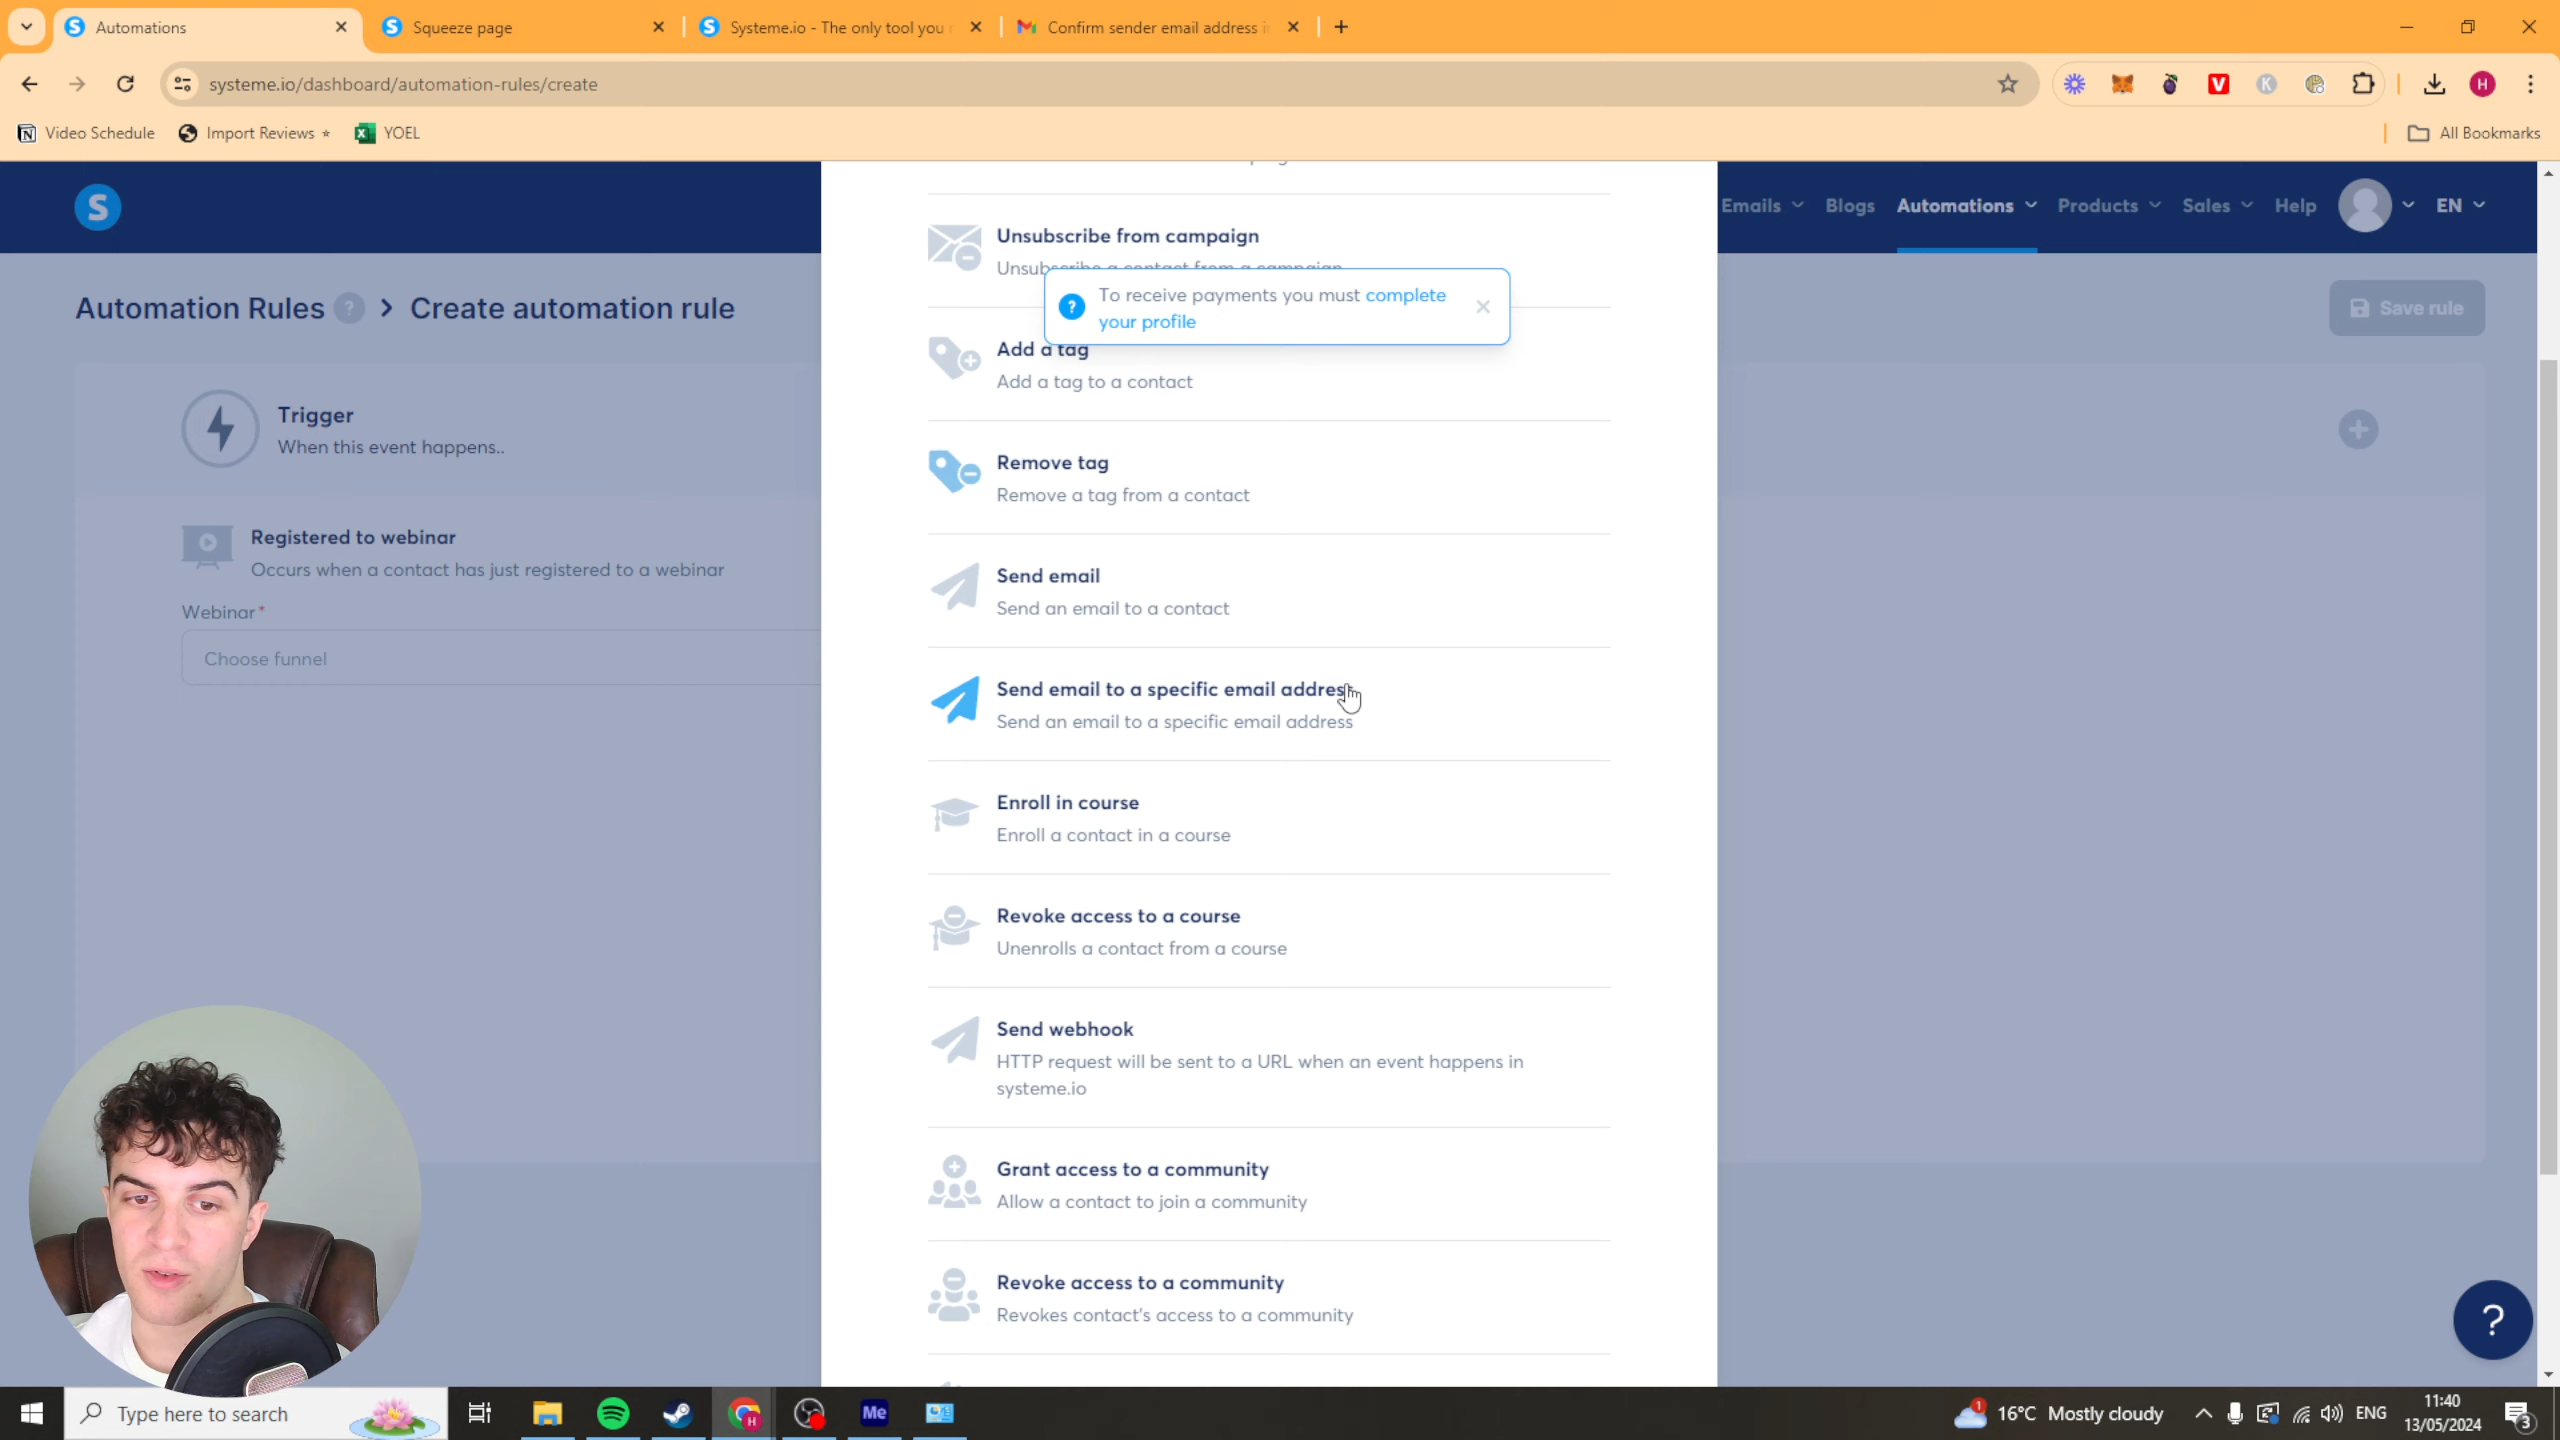 Automations
Squeeze page
Systeme.io - The only tool you
Confirm sender email address i
systeme.io/dashboard/automation-rules/create
H
Video Schedule
Import Reviews
YOEL
All Bookmarks
S
Emails
Blogs
Automations
Products
Sales
Help
EN
Automation Rules ? > Create automation rule
Save rule
Trigger
When this event happens..
Registered to webinar
Occurs when a contact has just registered to a webinar
Webinar*
Choose funnel
Unsubscribe from campaign
Unsubscribe a contact from a campaign
To receive payments you must complete
your profile
Add a tag
Add a tag to a contact
Remove tag
Remove a tag from a contact
Send email
Send an email to a contact
Send email to a specific email address
Send an email to a specific email address
Enroll in course
Enroll a contact in a course
Revoke access to a course
Unenrolls a contact from a course
Send webhook
HTTP request will be sent to a URL when an event happens in
systeme.io
Grant access to a community
Allow a contact to join a community
Revoke access to a community
Revokes contact's access to a community
?
Type here to search
Me
1
16°C Mostly cloudy
ENG
11:40
13/05/2024
3